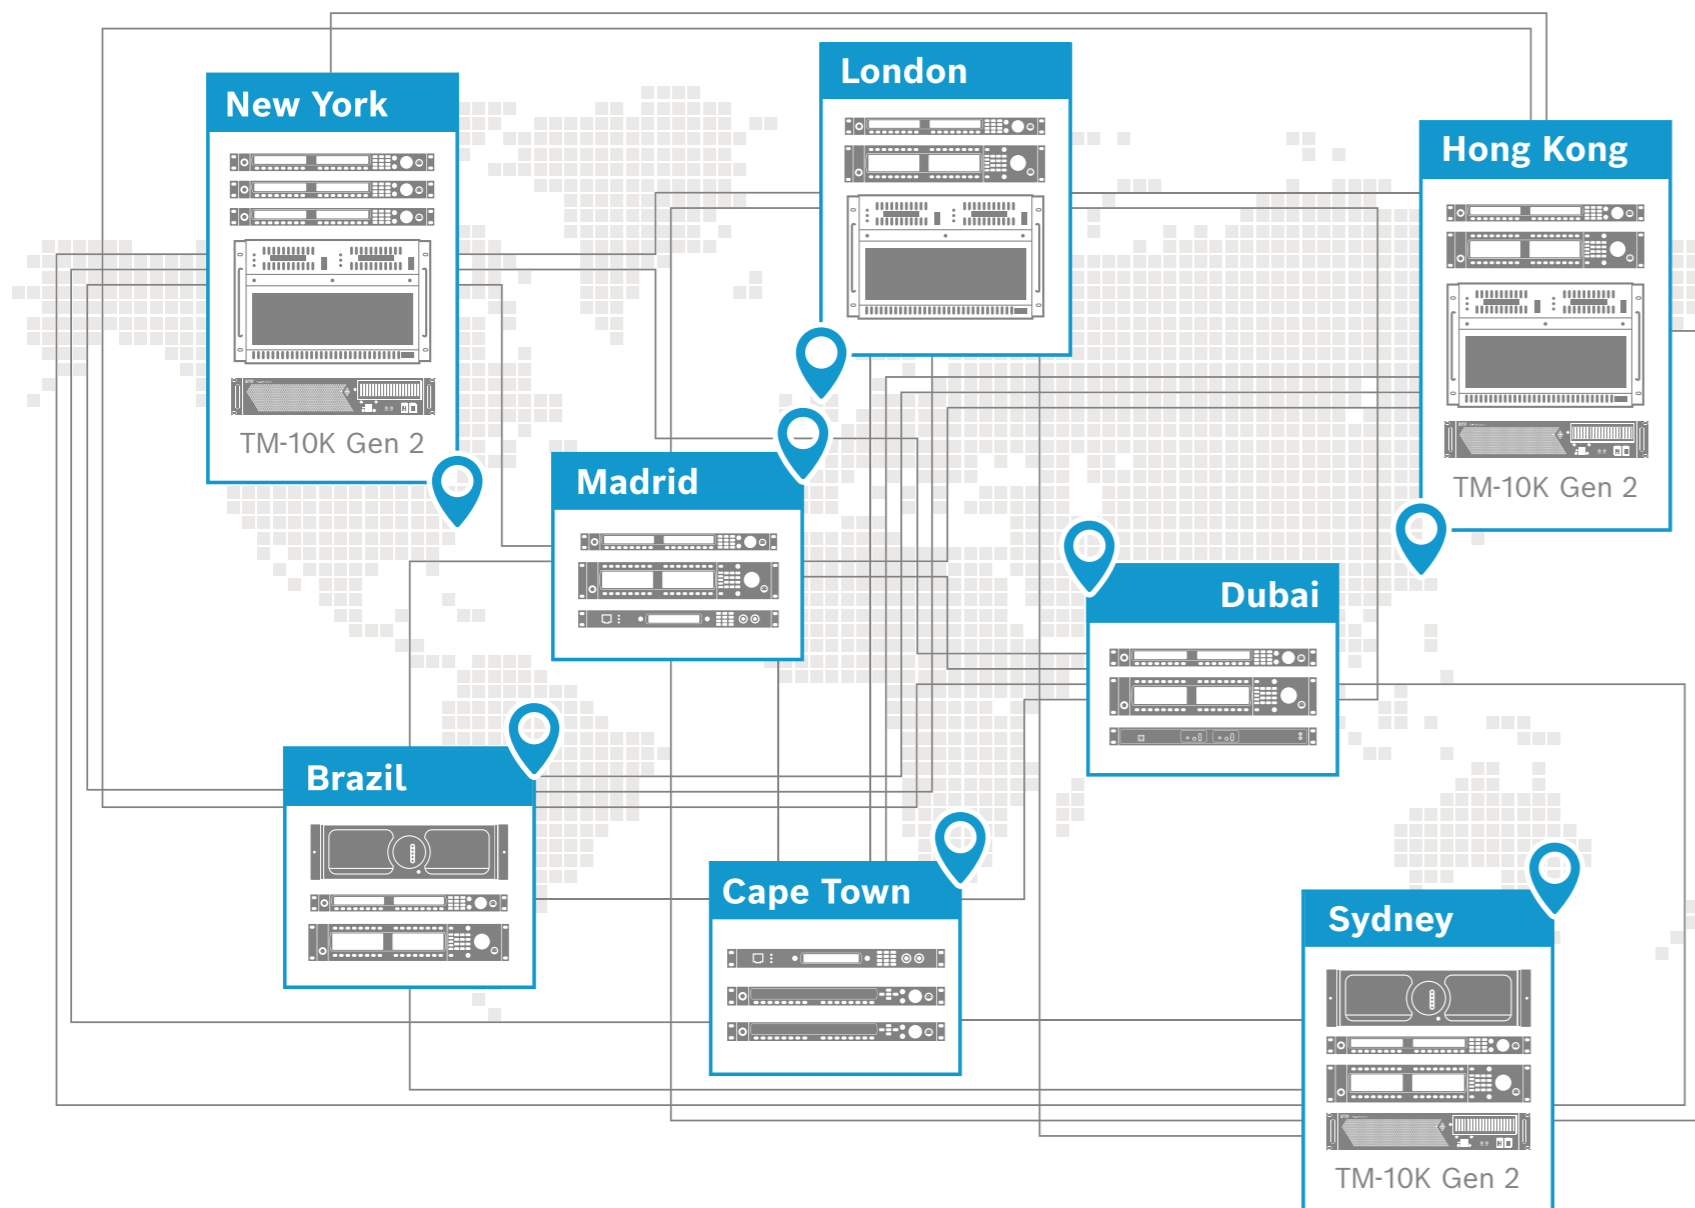 London
New York
Hong Kong
TM-10K Gen 2
Madrid
TM-10K Gen 2
Dubai
Brazil
Cape Town
Sydney
TM-10K Gen 2